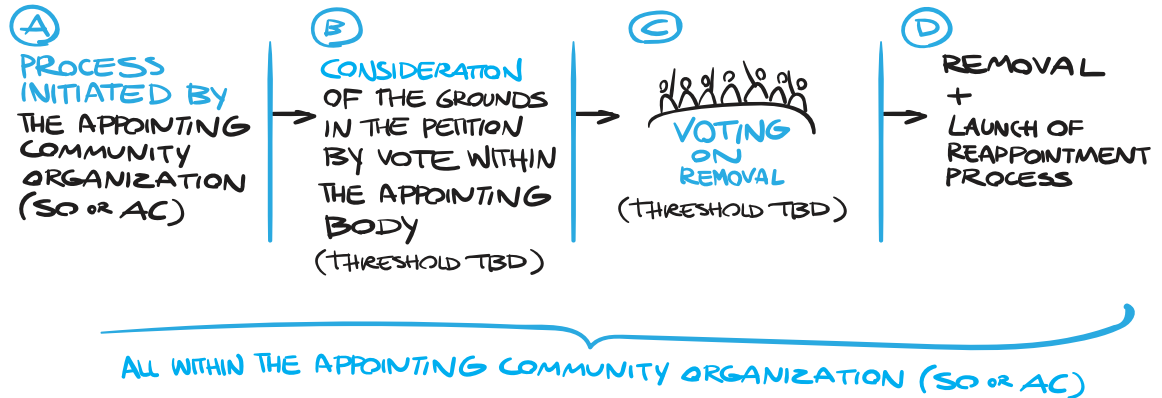 A
PROCESS
INITIATED BY
THE APPOINTING
COMMUNITY
ORGANIZATION
(SO OR AC)
B
CONSIDERATION
OF THE GROUNDS
IN THE PETITION
BY VOTE WITHIN
THE APPOINTING
BODY
(THRESHOLD TBD)
C
VOTING
ON
REMOVAL
(THRESHOLD TBD)
D
REMOVAL
+
LAUNCH OF
REAPPOINTMENT
PROCESS
ALL WITHIN THE APPOINTING COMMUNITY ORGANIZATION (SO OR AC)